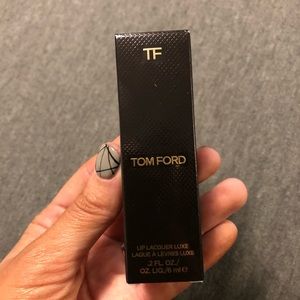 TF
TOM FORD
LIP LACQUER LUXE
LAQUE À LÈVRES LUXE
.2 FL. OZ./
OZ. LIQ./6 ml ℮